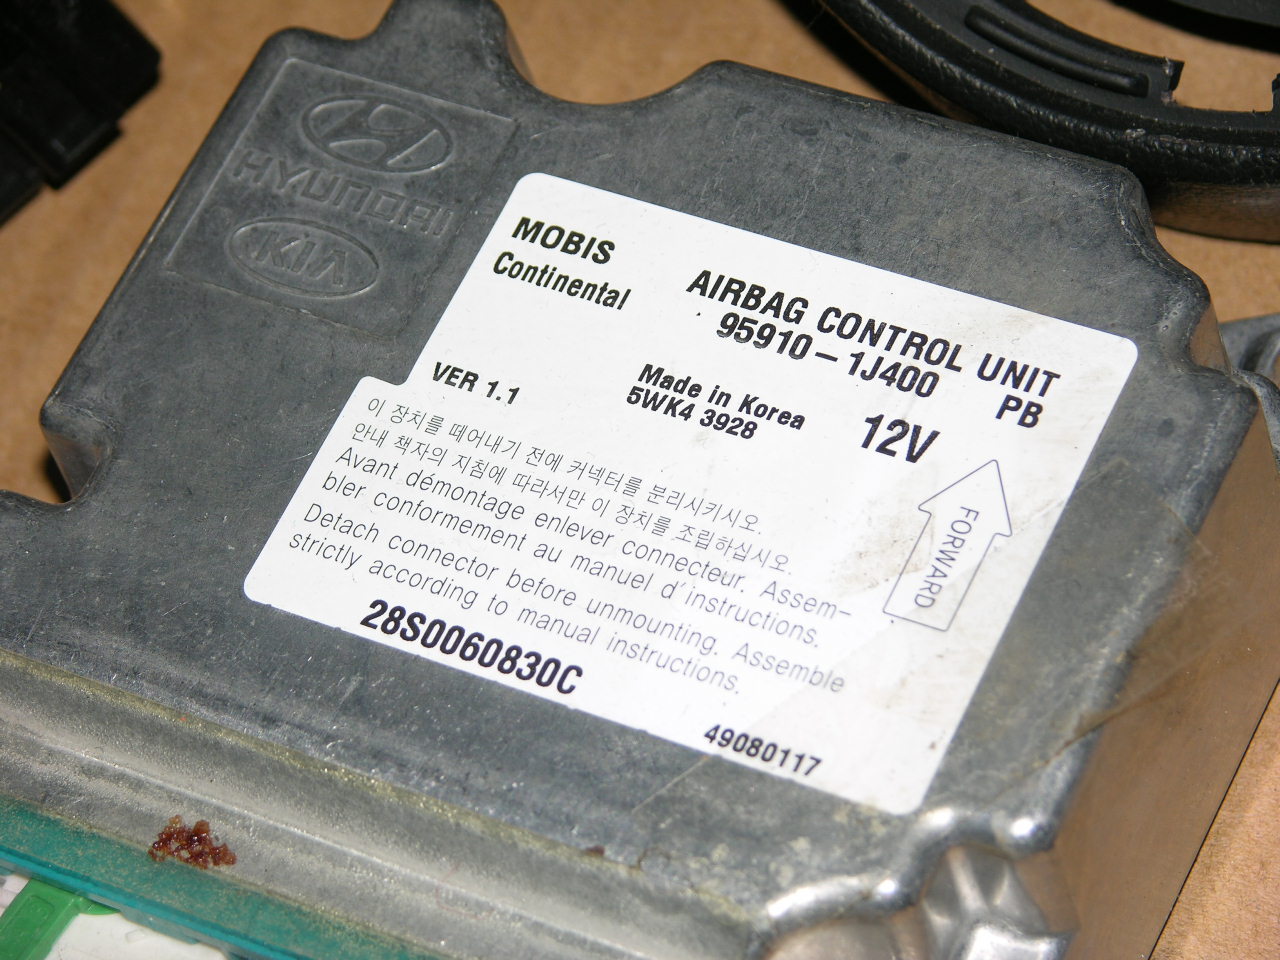 HYUNDAI
KIA
MOBIS
Continental
AIRBAG CONTROL UNIT
95910-1J400 PB
VER 1.1
Made in Korea
5WK4 3928
12V
이 장치를 떼어내기 전에 커넥터를 분리시키시오.
안내 책자의 지침에 따라서만 이 장치를 조립하십시오.
Avant démontage enlever connecteur. Assem-
bler conformement au manuel d'instructions.
Detach connector before unmounting. Assemble
strictly according to manual instructions.
FORWARD
28S0060830C
49080117